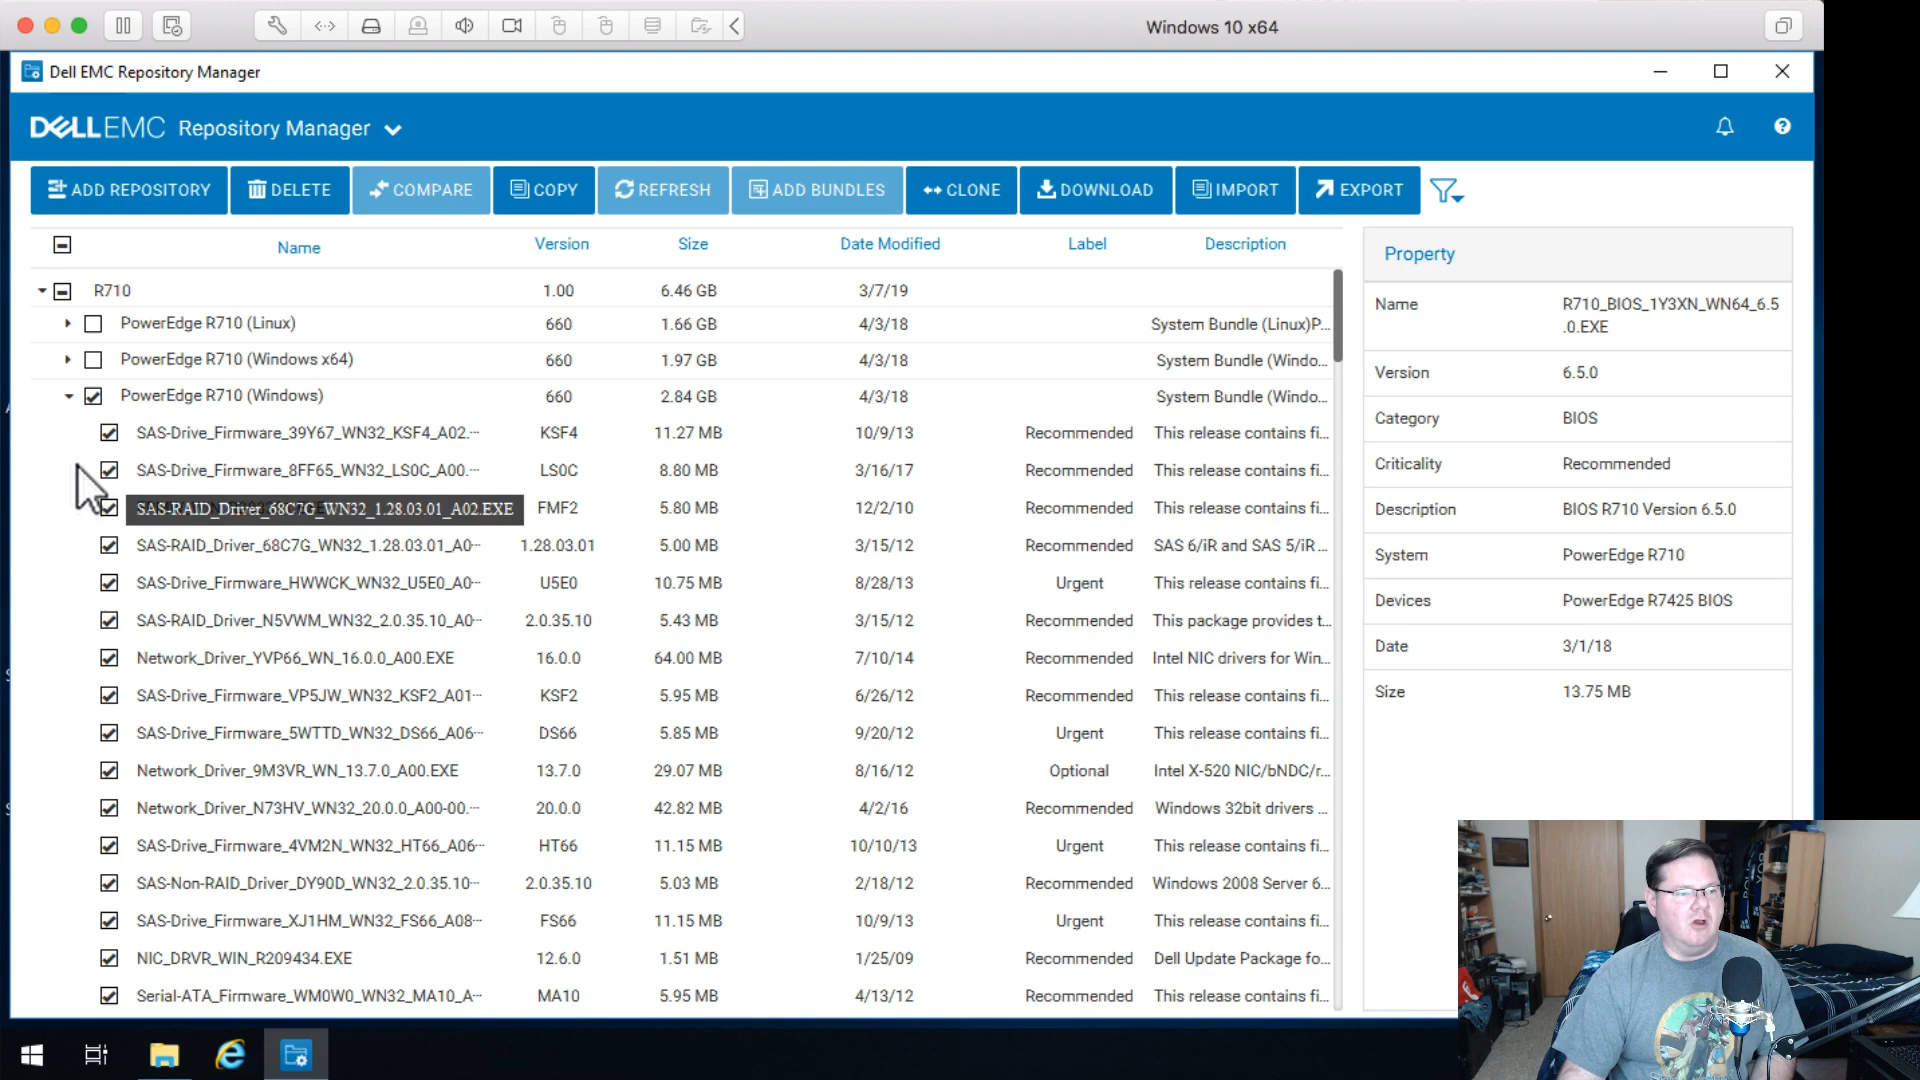 Windows 10 x64
Dell EMC Repository Manager
DELLEMC Repository Manager
ADD REPOSITORY DELETE COMPARE COPY REFRESH ADD BUNDLES CLONE DOWNLOAD IMPORT EXPORT
Name Version Size Date Modified Label Description
R710 1.00 6.46 GB 3/7/19
PowerEdge R710 (Linux) 660 1.66 GB 4/3/18 System Bundle (Linux)P...
PowerEdge R710 (Windows x64) 660 1.97 GB 4/3/18 System Bundle (Windo...
PowerEdge R710 (Windows) 660 2.84 GB 4/3/18 System Bundle (Windo...
SAS-Drive_Firmware_39Y67_WN32_KSF4_A02.... KSF4 11.27 MB 10/9/13 Recommended This release contains fi...
SAS-Drive_Firmware_8FF65_WN32_LS0C_A00.... LS0C 8.80 MB 3/16/17 Recommended This release contains fi...
SAS-RAID_Driver_68C7G_WN32_1.28.03.01_A02.EXE FMF2 5.80 MB 12/2/10 Recommended This release contains fi...
SAS-RAID_Driver_68C7G_WN32_1.28.03.01_A0... 1.28.03.01 5.00 MB 3/15/12 Recommended SAS 6/iR and SAS 5/iR ...
SAS-Drive_Firmware_HWWCK_WN32_U5E0_A0... U5E0 10.75 MB 8/28/13 Urgent This release contains fi...
SAS-RAID_Driver_N5VWM_WN32_2.0.35.10_A0... 2.0.35.10 5.43 MB 3/15/12 Recommended This package provides t...
Network_Driver_YVP66_WN_16.0.0_A00.EXE 16.0.0 64.00 MB 7/10/14 Recommended Intel NIC drivers for Win...
SAS-Drive_Firmware_VP5JW_WN32_KSF2_A01... KSF2 5.95 MB 6/26/12 Recommended This release contains fi...
SAS-Drive_Firmware_5WTTD_WN32_DS66_A06... DS66 5.85 MB 9/20/12 Urgent This release contains fi...
Network_Driver_9M3VR_WN_13.7.0_A00.EXE 13.7.0 29.07 MB 8/16/12 Optional Intel X-520 NIC/bNDC/r...
Network_Driver_N73HV_WN32_20.0.0_A00-00.... 20.0.0 42.82 MB 4/2/16 Recommended Windows 32bit drivers ...
SAS-Drive_Firmware_4VM2N_WN32_HT66_A06... HT66 11.15 MB 10/10/13 Urgent This release contains fi...
SAS-Non-RAID_Driver_DY90D_WN32_2.0.35.10... 2.0.35.10 5.03 MB 2/18/12 Recommended Windows 2008 Server 6...
SAS-Drive_Firmware_XJ1HM_WN32_FS66_A08... FS66 11.15 MB 10/9/13 Urgent This release contains fi...
NIC_DRVR_WIN_R209434.EXE 12.6.0 1.51 MB 1/25/09 Recommended Dell Update Package fo...
Serial-ATA_Firmware_WM0W0_WN32_MA10_A... MA10 5.95 MB 4/13/12 Recommended This release contains fi...
Property
Name R710_BIOS_1Y3XN_WN64_6.5
.0.EXE
Version 6.5.0
Category BIOS
Criticality Recommended
Description BIOS R710 Version 6.5.0
System PowerEdge R710
Devices PowerEdge R7425 BIOS
Date 3/1/18
Size 13.75 MB